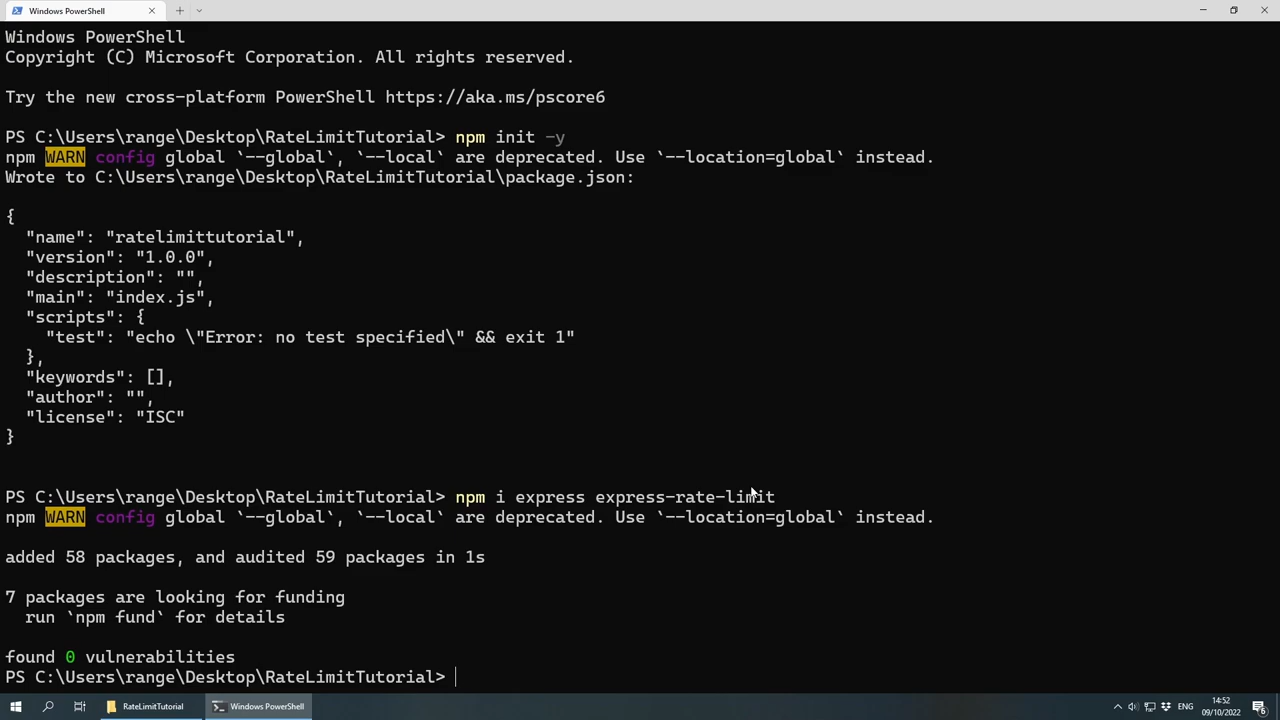 Windows PowerShell
Windows PowerShell
Copyright (C) Microsoft Corporation. All rights reserved.
Try the new cross-platform PowerShell https://aka.ms/pscore6
PS C:\Users\range\Desktop\RateLimitTutorial> npm init -y
npm WARN config global `--global`, `--local` are deprecated. Use `--location=global` instead.
Wrote to C:\Users\range\Desktop\RateLimitTutorial\package.json:
{
  "name": "ratelimittutorial",
  "version": "1.0.0",
  "description": "",
  "main": "index.js",
  "scripts": {
    "test": "echo \"Error: no test specified\" && exit 1"
  },
  "keywords": [],
  "author": "",
  "license": "ISC"
}
PS C:\Users\range\Desktop\RateLimitTutorial> npm i express express-rate-limit
npm WARN config global `--global`, `--local` are deprecated. Use `--location=global` instead.
added 58 packages, and audited 59 packages in 1s
7 packages are looking for funding
  run `npm fund` for details
found 0 vulnerabilities
PS C:\Users\range\Desktop\RateLimitTutorial>
RateLimitTutorial
Windows PowerShell
ENG
14:52
09/10/2022
6